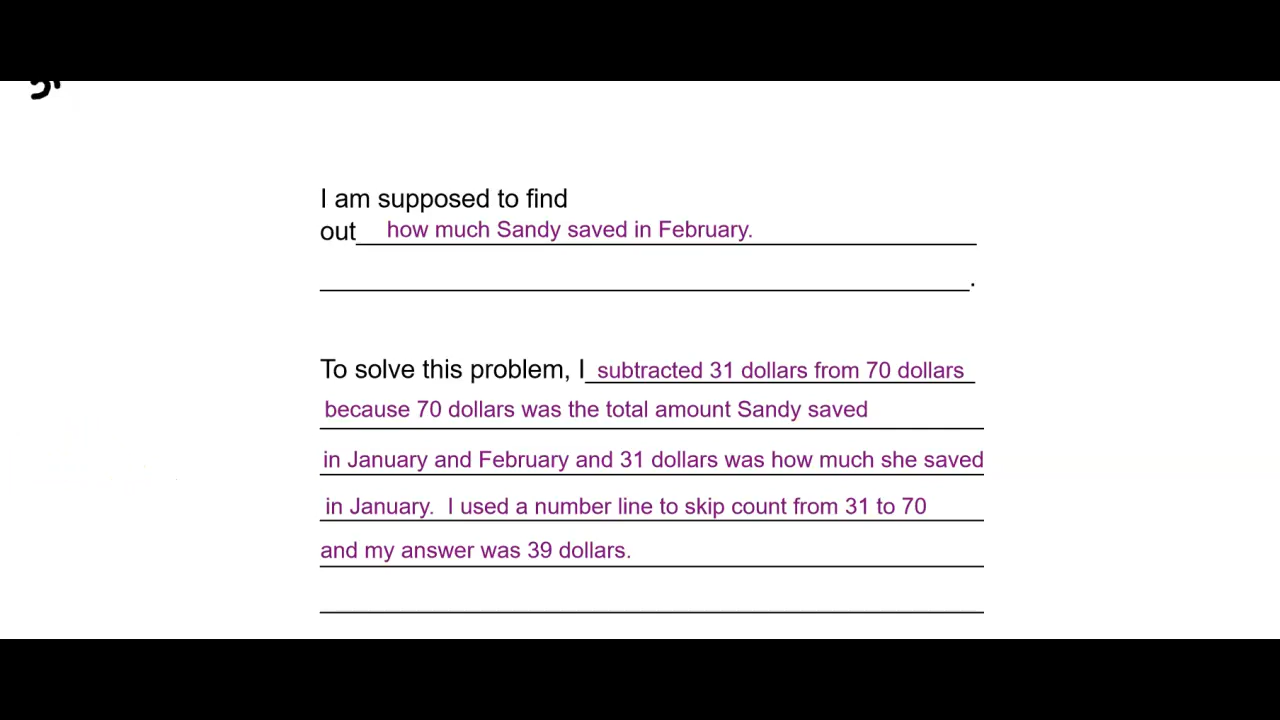 I am supposed to find
out how much Sandy saved in February.
.
To solve this problem, I subtracted 31 dollars from 70 dollars
because 70 dollars was the total amount Sandy saved
in January and February and 31 dollars was how much she saved
in January. I used a number line to skip count from 31 to 70
and my answer was 39 dollars.